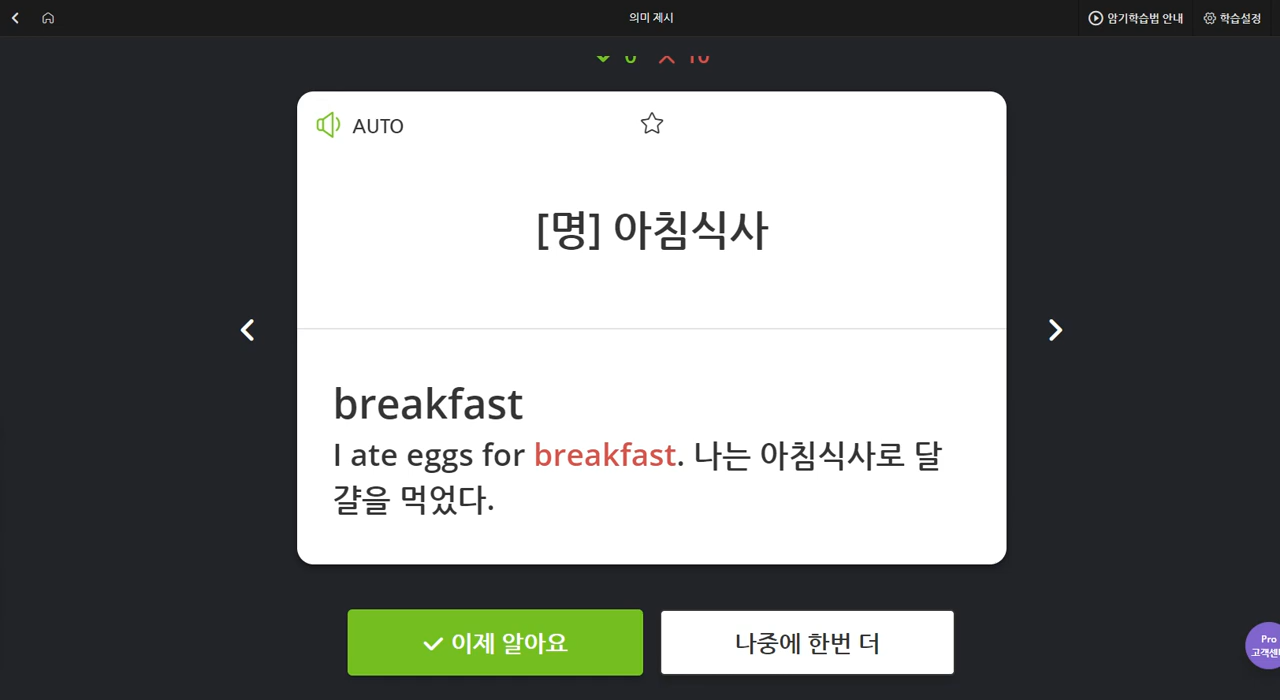 의미 제시
암기학습법 안내
학습설정
AUTO
[명] 아침식사
breakfast
I ate eggs for breakfast. 나는 아침식사로 달
걀을 먹었다.
이제 알아요
나중에 한번 더
Pro